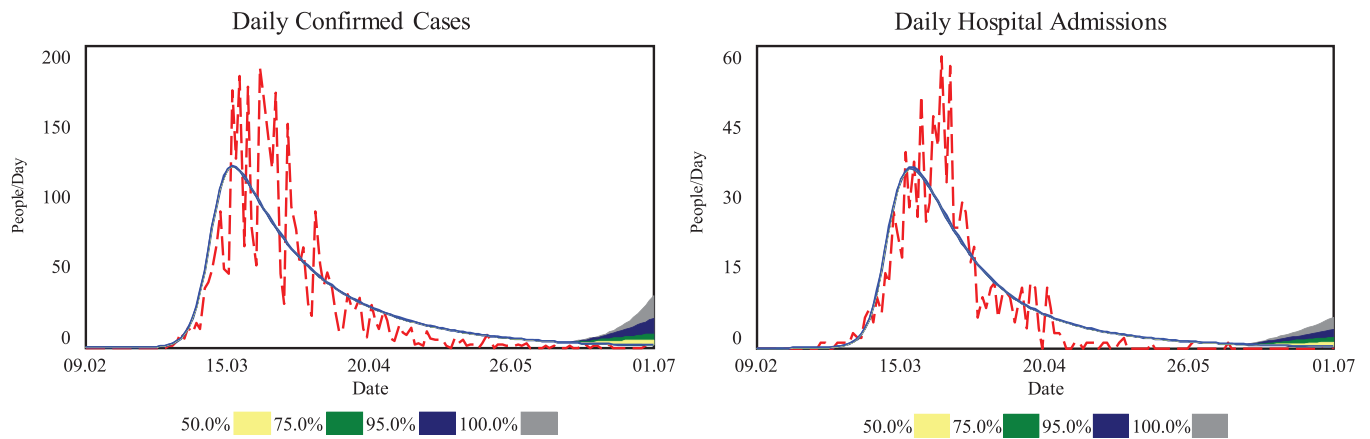 Daily Confirmed Cases
200
150
100
50
0
People/Day
09.02 15.03 20.04 26.05 01.07
Date
50.0% 75.0% 95.0% 100.0%
Daily Hospital Admissions
60
45
30
15
0
People/Day
09.02 15.03 20.04 26.05 01.07
Date
50.0% 75.0% 95.0% 100.0%